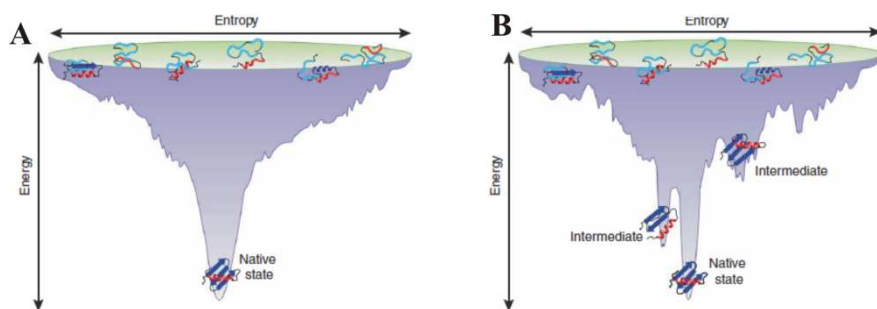 A
Entropy
Energy
Native
state
B
Entropy
Energy
Intermediate
Intermediate
Native
state